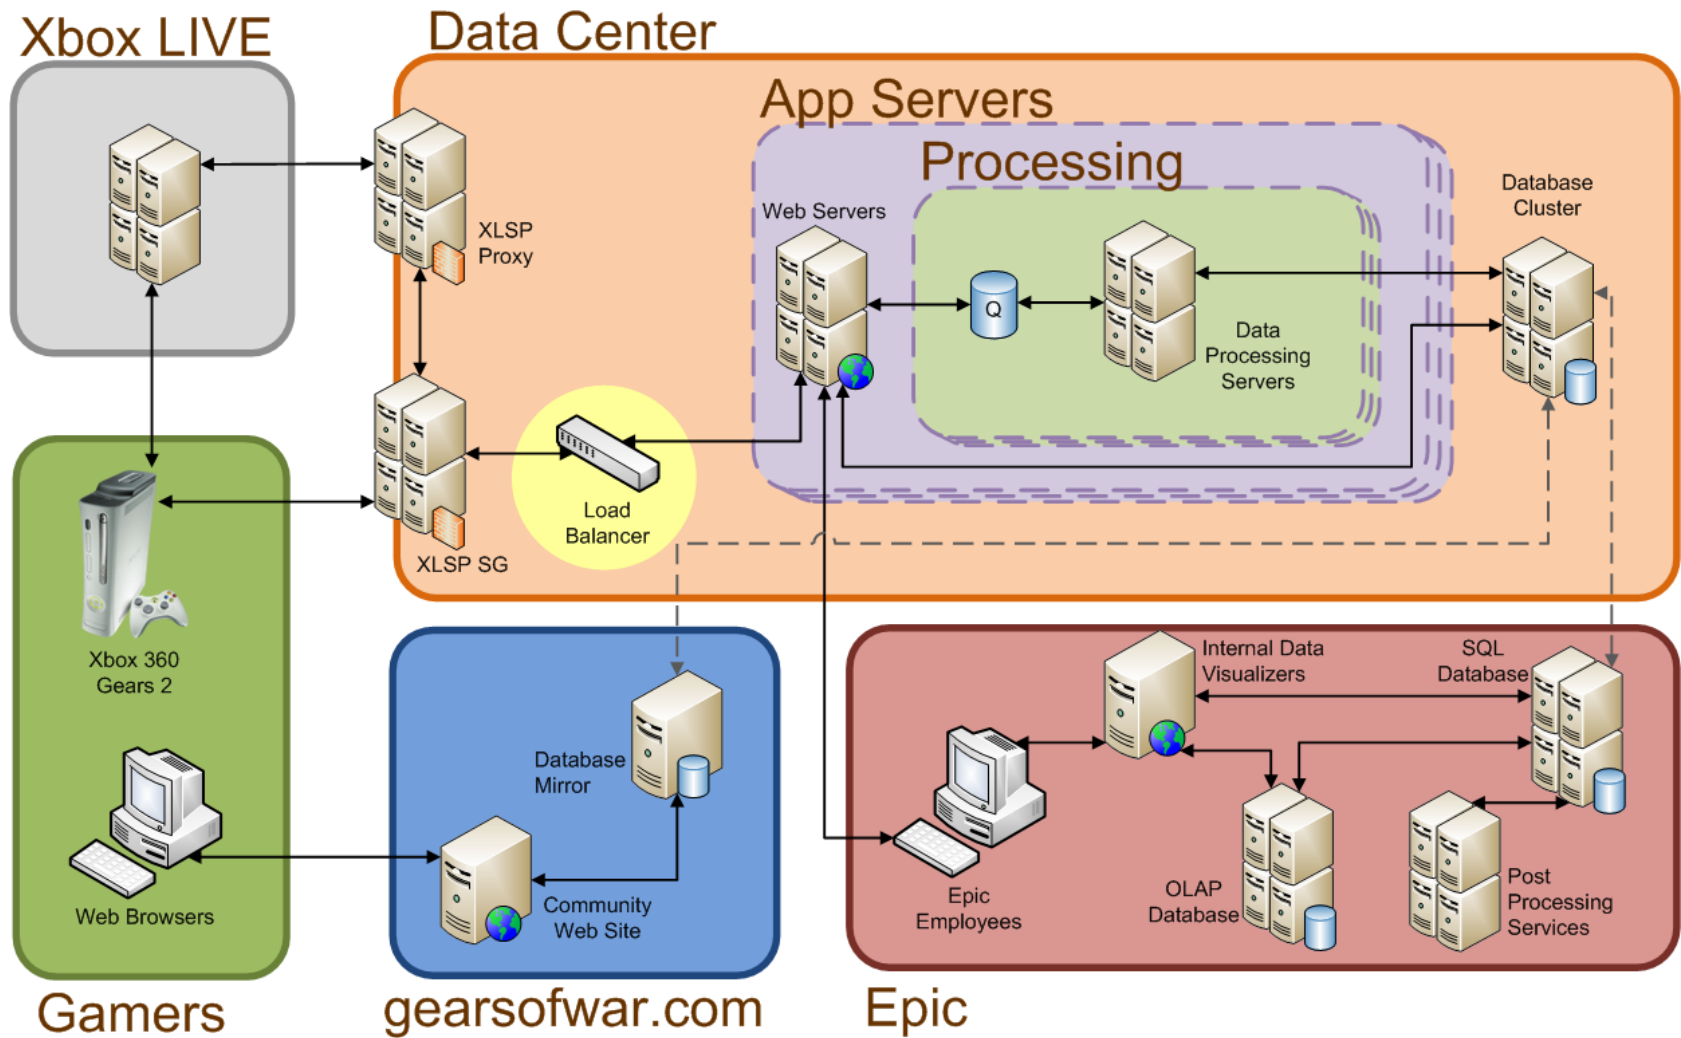 Xbox LIVE
Data Center
App Servers
Processing
Web Servers
Database
Cluster
XLSP
Proxy
Q
Data
Processing
Servers
Load
Balancer
XLSP SG
Xbox 360
Gears 2
Web Browsers
Gamers
Database
Mirror
Community
Web Site
gearsofwar.com
Internal Data
Visualizers
SQL
Database
Epic
Employees
OLAP
Database
Post
Processing
Services
Epic